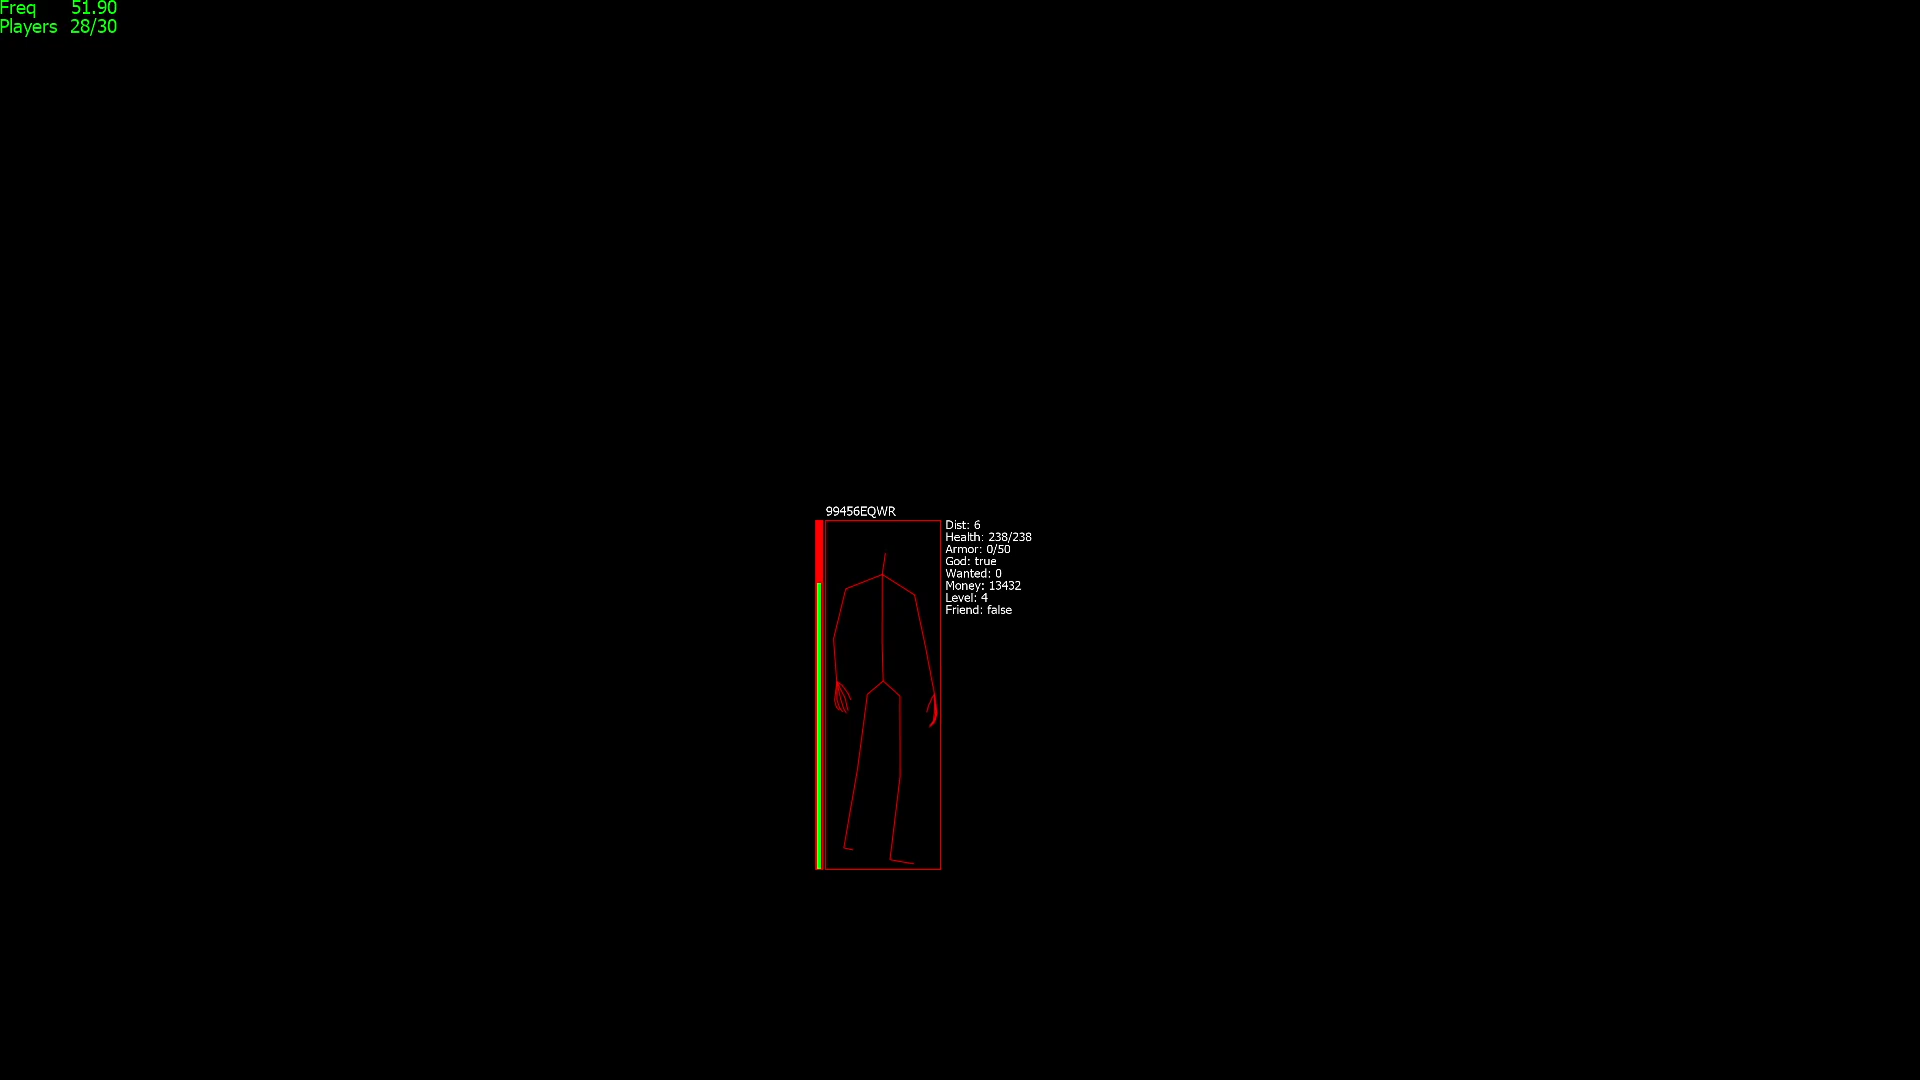 Freq 51.90
Players 28/30
99456EQWR
Dist: 6
Health: 238/238
Armor: 0/50
God: true
Wanted: 0
Money: 13432
Level: 4
Friend: false